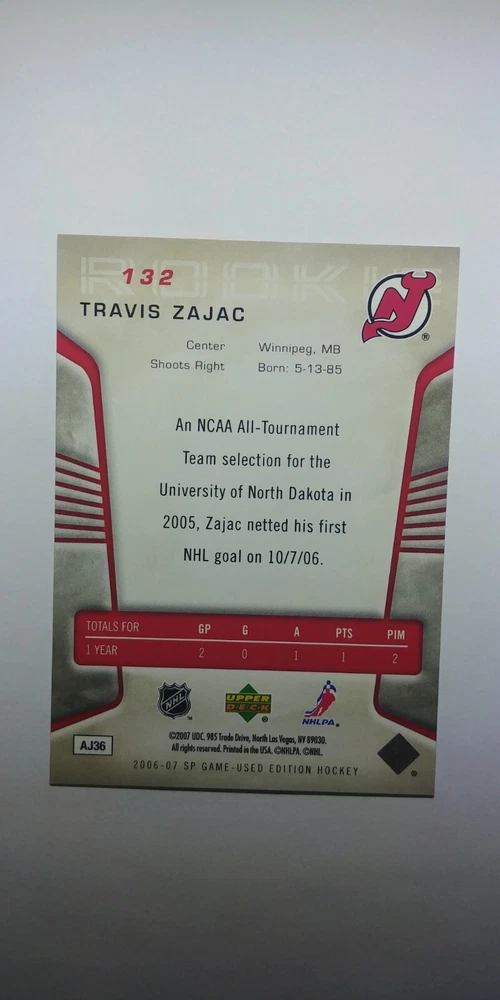 ROOKIE
132
TRAVIS ZAJAC
NJ
®
Center Winnipeg, MB
Shoots Right Born: 5-13-85
An NCAA All-Tournament
Team selection for the
University of North Dakota in
2005, Zajac netted his first
NHL goal on 10/7/06.
TOTALS FOR GP G A PTS PIM
1 YEAR 2 0 1 1 2
NHL ™
UPPER
DECK ®
NHLPA®
©2007 UDC, 985 Trade Drive, North Las Vegas, NV 89030.
All rights reserved. Printed in the USA. ©NHLPA. ©NHL.
AJ36
2006-07 SP GAME-USED EDITION HOCKEY
®